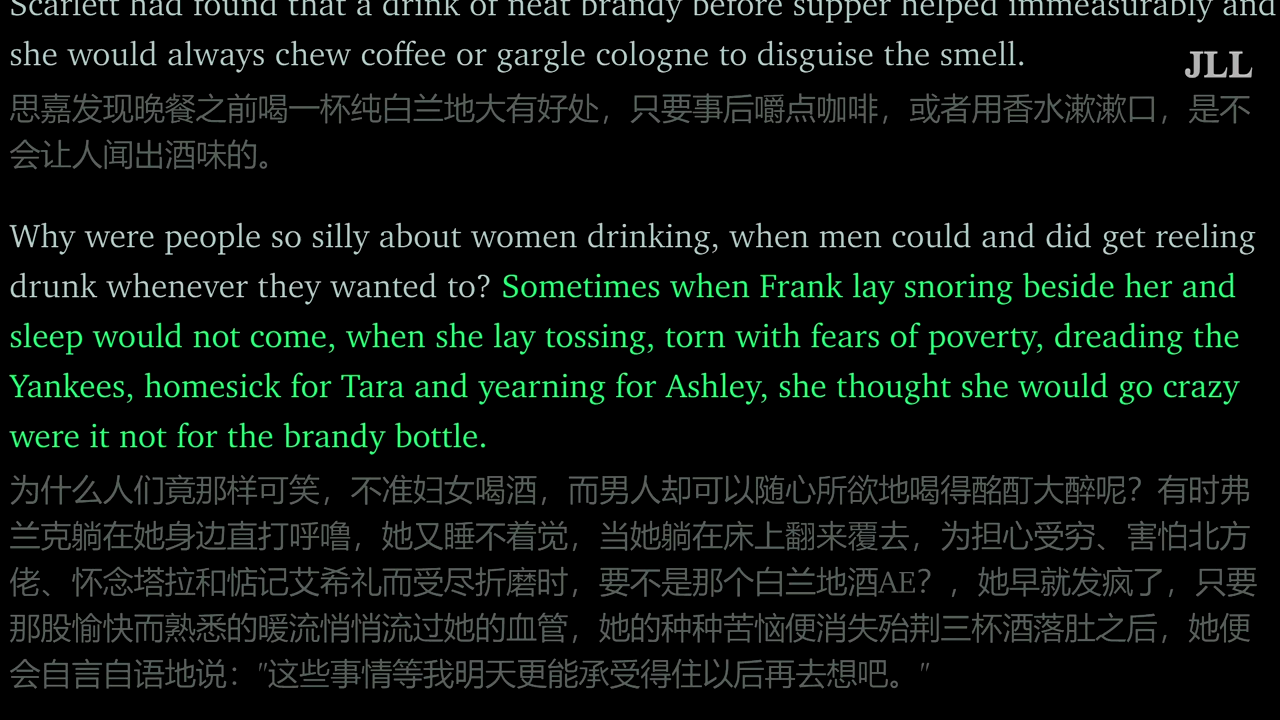 Scarlett had found that a drink of neat brandy before supper helped immeasurably and
she would always chew coffee or gargle cologne to disguise the smell.
JLL
思嘉发现晚餐之前喝一杯纯白兰地大有好处，只要事后嚼点咖啡，或者用香水漱漱口，是不
会让人闻出酒味的。
Why were people so silly about women drinking, when men could and did get reeling
drunk whenever they wanted to? Sometimes when Frank lay snoring beside her and
sleep would not come, when she lay tossing, torn with fears of poverty, dreading the
Yankees, homesick for Tara and yearning for Ashley, she thought she would go crazy
were it not for the brandy bottle.
为什么人们竟那样可笑，不准妇女喝酒，而男人却可以随心所欲地喝得酩酊大醉呢？有时弗
兰克躺在她身边直打呼噜，她又睡不着觉，当她躺在床上翻来覆去，为担心受穷、害怕北方
佬、怀念塔拉和惦记艾希礼而受尽折磨时，要不是那个白兰地酒AE？，她早就发疯了，只要
那股愉快而熟悉的暖流悄悄流过她的血管，她的种种苦恼便消失殆荆三杯酒落肚之后，她便
会自言自语地说："这些事情等我明天更能承受得住以后再去想吧。"